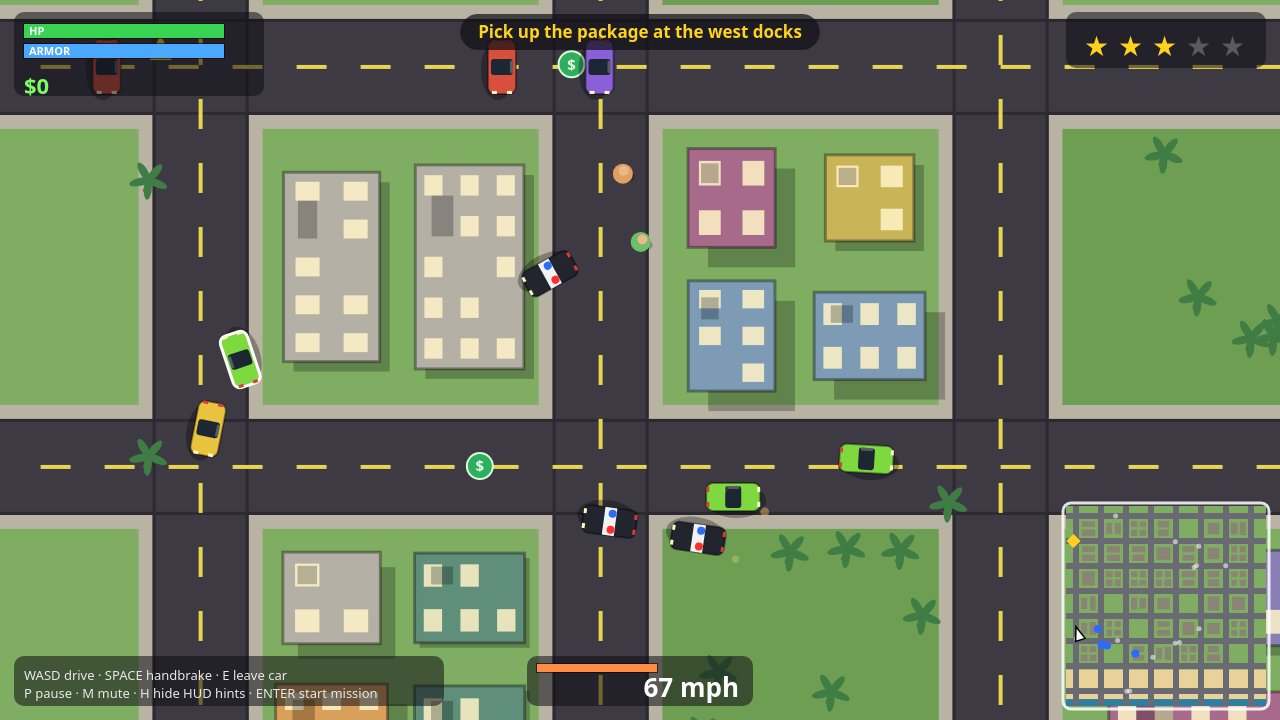 HP
Pick up the package at the west docks
ARMOR
$
$0
$
WASD drive · SPACE handbrake · E leave car
P pause · M mute · H hide HUD hints · ENTER start mission
67 mph